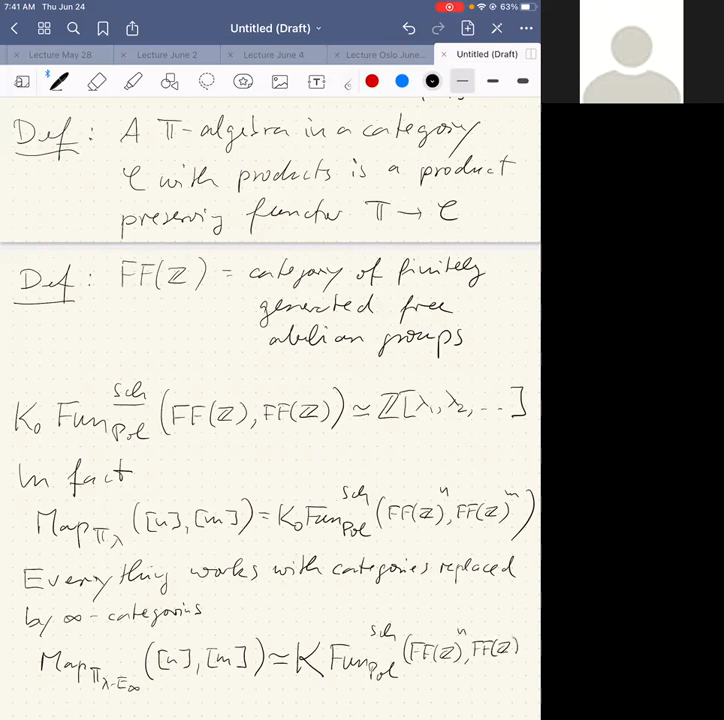 7:41 AM Thu Jun 24
63%
Untitled (Draft)
Lecture May 28
Lecture June 2
Lecture June 4
Lecture Oslo June...
Untitled (Draft)
Def : A 𝕋-algebra in a category
𝒞 with products is a product
preserving functor 𝕋 → 𝒞
Def : FF(ℤ) = category of finitely
generated free
abelian groups
K₀ Fun^{sch}_{Pol} (FF(ℤ), FF(ℤ)) ≃ ℤ[λ₁, λ₂, ...]
In fact
Map_{𝕋_λ} ([n], [m]) = K₀ Fun^{sch}_{Pol} (FF(ℤ)^n, FF(ℤ)^m)
Everything works with categories replaced
by ∞-categories
Map_{𝕋_{λ-E_∞}} ([n], [m]) ≃ K Fun^{sch}_{Pol} (FF(ℤ)^n, FF(ℤ)